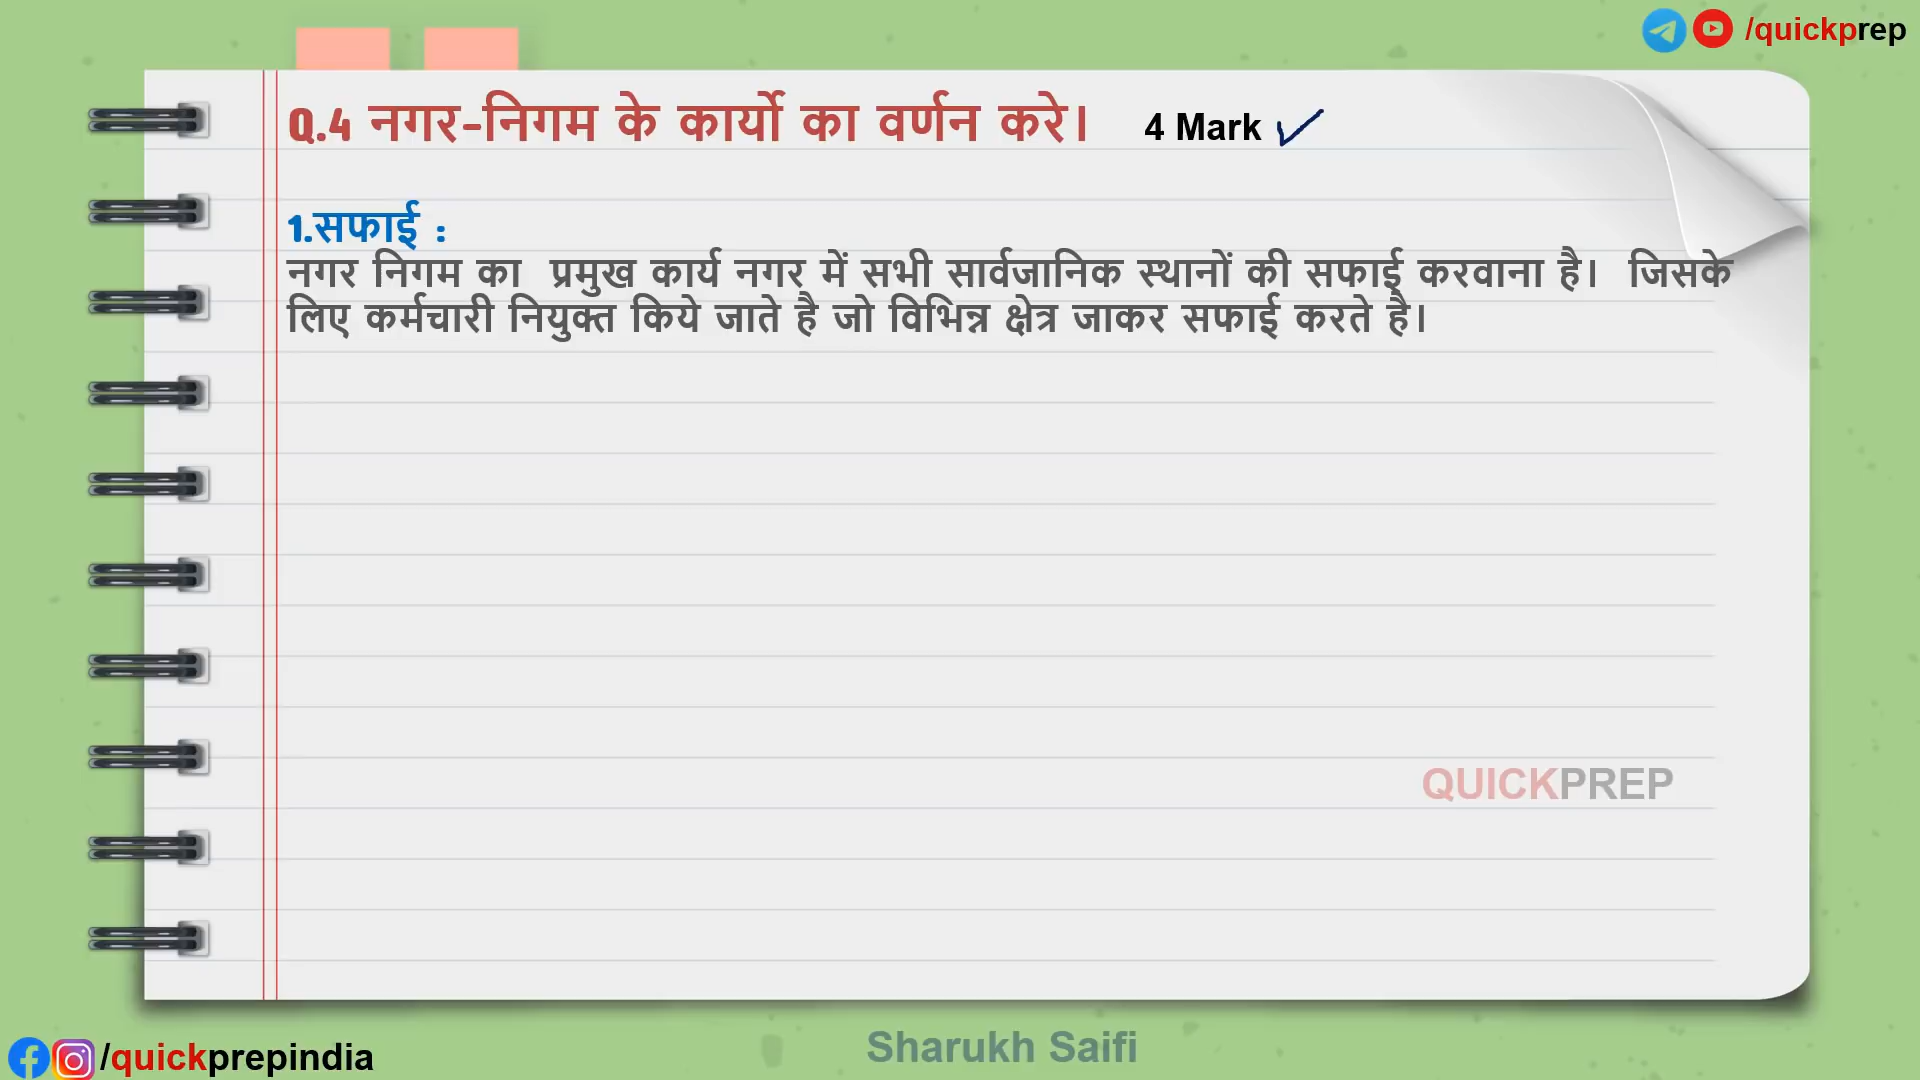 /quickprep
Q.4 नगर-निगम के कार्यो का वर्णन करे। 4 Mark
1.सफाई :
नगर निगम का प्रमुख कार्य नगर में सभी सार्वजानिक स्थानों की सफाई करवाना है। जिसके
लिए कर्मचारी नियुक्त किये जाते है जो विभिन्न क्षेत्र जाकर सफाई करते है।
QUICKPREP
Sharukh Saifi
/quickprepindia